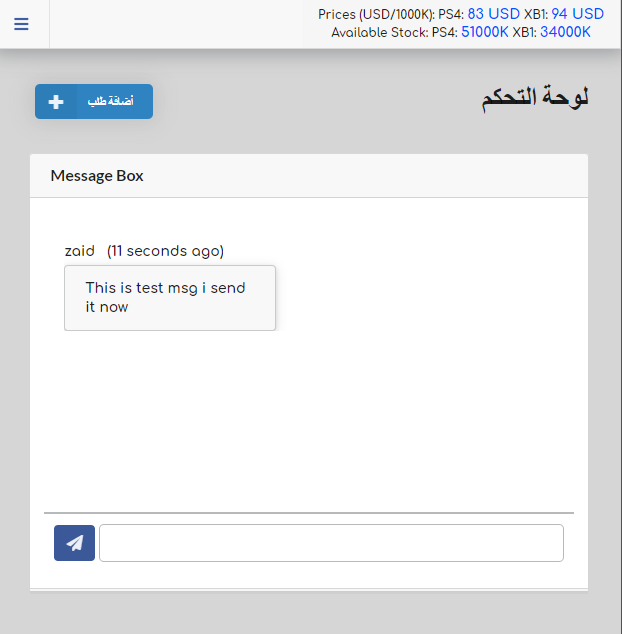 Prices (USD/1000K): PS4: 83 USD XB1: 94 USD
Available Stock: PS4: 51000K XB1: 34000K
لوحة التحكم
أضافة طلب
Message Box
zaid (11 seconds ago)
This is test msg i send
it now